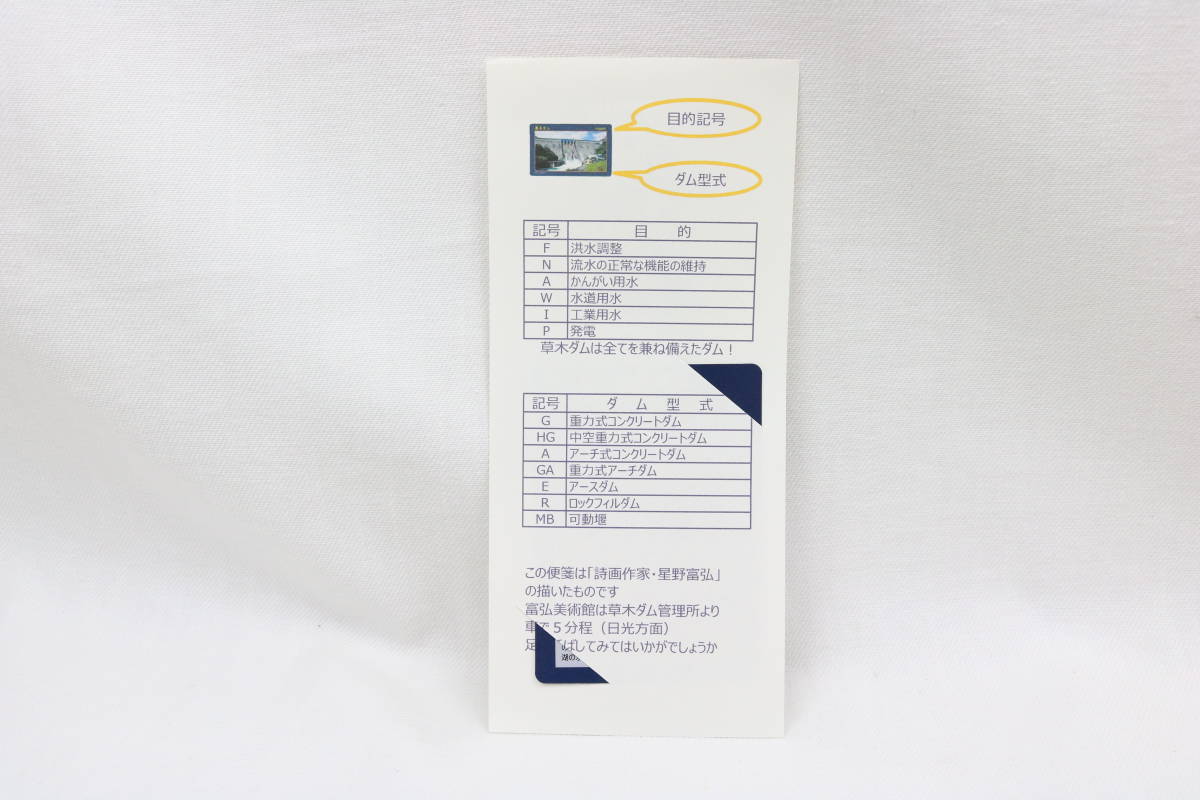 目的記号
ダム型式
記号 目 的
F 洪水調整
N 流水の正常な機能の維持
A かんがい用水
W 水道用水
I 工業用水
P 発電
草木ダムは全てを兼ね備えたダム！
記号 ダ ム 型 式
G 重力式コンクリートダム
HG 中空重力式コンクリートダム
A アーチ式コンクリートダム
GA 重力式アーチダム
E アースダム
R ロックフィルダム
MB 可動堰
この便箋は「詩画作家・星野富弘」
の描いたものです
富弘美術館は草木ダム管理所より
車で５分程（日光方面）
足 ばしてみてはいかがでしょうか
湖の